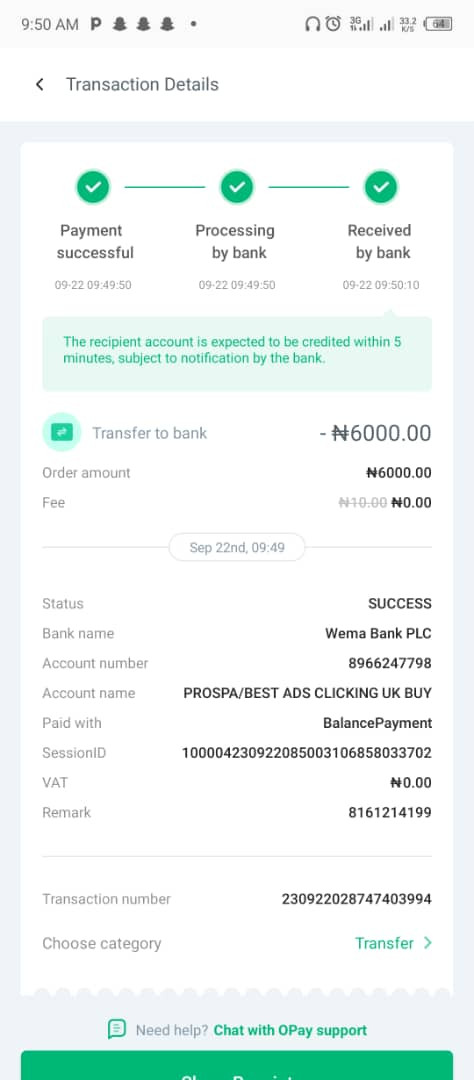 9:50 AM P 3G 33.2 K/S 64
Transaction Details
Payment successful
Processing by bank
Received by bank
09-22 09:49:50
09-22 09:49:50
09-22 09:50:10
The recipient account is expected to be credited within 5
minutes, subject to notification by the bank.
Transfer to bank - ₦6000.00
Order amount ₦6000.00
Fee ₦10.00 ₦0.00
Sep 22nd, 09:49
Status SUCCESS
Bank name Wema Bank PLC
Account number 8966247798
Account name PROSPA/BEST ADS CLICKING UK BUY
Paid with BalancePayment
SessionID 100004230922085003106858033702
VAT ₦0.00
Remark 8161214199
Transaction number 230922028747403994
Choose category Transfer >
Need help? Chat with OPay support